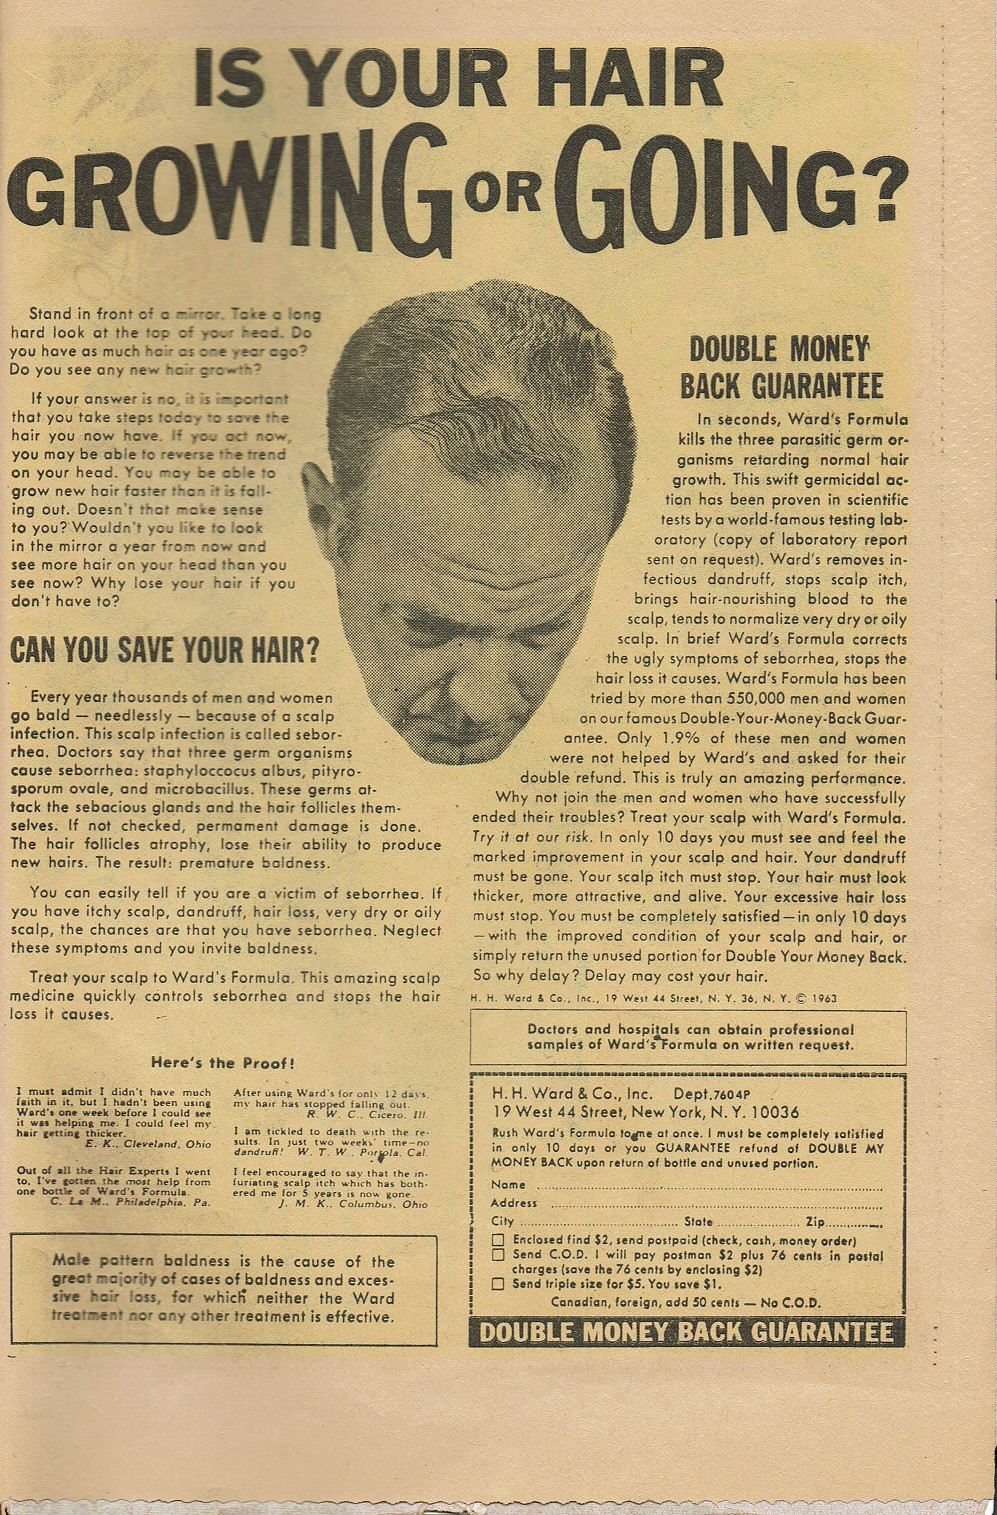 IS YOUR HAIR
GROWING OR GOING?
Stand in front of a mirror. Take a long
hard look at the top of your head. Do
you have as much hair as one year ago?
Do you see any new hair growth?
If your answer is no, it is important
that you take steps today to save the
hair you now have. If you act now,
you may be able to reverse the trend
on your head. You may be able to
grow new hair faster than it is fall-
ing out. Doesn't that make sense
to you? Wouldn't you like to look
in the mirror a year from now and
see more hair on your head than you
see now? Why lose your hair if you
don't have to?
CAN YOU SAVE YOUR HAIR?
Every year thousands of men and women
go bald — needlessly — because of a scalp
infection. This scalp infection is called sebor-
rhea. Doctors say that three germ organisms
cause seborrhea: staphyloccocus albus, pityro-
sporum ovale, and microbacillus. These germs at-
tack the sebacious glands and the hair follicles them-
selves. If not checked, permament damage is done.
The hair follicles atrophy, lose their ability to produce
new hairs. The result: premature baldness.
You can easily tell if you are a victim of seborrhea. If
you have itchy scalp, dandruff, hair loss, very dry or oily
scalp, the chances are that you have seborrhea. Neglect
these symptoms and you invite baldness.
Treat your scalp to Ward's Formula. This amazing scalp
medicine quickly controls seborrhea and stops the hair
loss it causes.
Here's the Proof!
I must admit I didn't have much
faith in it, but I hadn't been using
Ward's one week before I could see
it was helping me. I could feel my
hair getting thicker.
E. K., Cleveland, Ohio
Out of all the Hair Experts I went
to, I've gotten the most help from
one bottle of Ward's Formula.
C. La M., Philadelphia, Pa.
After using Ward's for only 12 days,
my hair has stopped falling out.
R. W. C., Cicero, Ill.
I am tickled to death with the re-
sults. In just two weeks' time—no
dandruff! W. T. W., Portola, Cal.
I feel encouraged to say that the in-
furiating scalp itch which has both-
ered me for 5 years is now gone.
J. M. K., Columbus, Ohio
Male pattern baldness is the cause of the
great majority of cases of baldness and exces-
sive hair loss, for which neither the Ward
treatment nor any other treatment is effective.
DOUBLE MONEY
BACK GUARANTEE
In seconds, Ward's Formula
kills the three parasitic germ or-
ganisms retarding normal hair
growth. This swift germicidal ac-
tion has been proven in scientific
tests by a world-famous testing lab-
oratory (copy of laboratory report
sent on request). Ward's removes in-
fectious dandruff, stops scalp itch,
brings hair-nourishing blood to the
scalp, tends to normalize very dry or oily
scalp. In brief Ward's Formula corrects
the ugly symptoms of seborrhea, stops the
hair loss it causes. Ward's Formula has been
tried by more than 550,000 men and women
on our famous Double-Your-Money-Back Guar-
antee. Only 1.9% of these men and women
were not helped by Ward's and asked for their
double refund. This is truly an amazing performance.
Why not join the men and women who have successfully
ended their troubles? Treat your scalp with Ward's Formula.
Try it at our risk. In only 10 days you must see and feel the
marked improvement in your scalp and hair. Your dandruff
must be gone. Your scalp itch must stop. Your hair must look
thicker, more attractive, and alive. Your excessive hair loss
must stop. You must be completely satisfied—in only 10 days
—with the improved condition of your scalp and hair, or
simply return the unused portion for Double Your Money Back.
So why delay? Delay may cost your hair.
H. H. Ward & Co., Inc., 19 West 44 Street, N. Y. 36, N. Y. © 1963
Doctors and hospitals can obtain professional
samples of Ward's Formula on written request.
H. H. Ward & Co., Inc. Dept. 7604P
19 West 44 Street, New York, N. Y. 10036
Rush Ward's Formula to me at once. I must be completely satisfied
in only 10 days or you GUARANTEE refund of DOUBLE MY
MONEY BACK upon return of bottle and unused portion.
Name
Address
City State Zip
Enclosed find $2, send postpaid (check, cash, money order)
Send C.O.D. I will pay postman $2 plus 76 cents in postal
charges (save the 76 cents by enclosing $2)
Send triple size for $5. You save $1.
Canadian, foreign, add 50 cents — No C.O.D.
DOUBLE MONEY BACK GUARANTEE